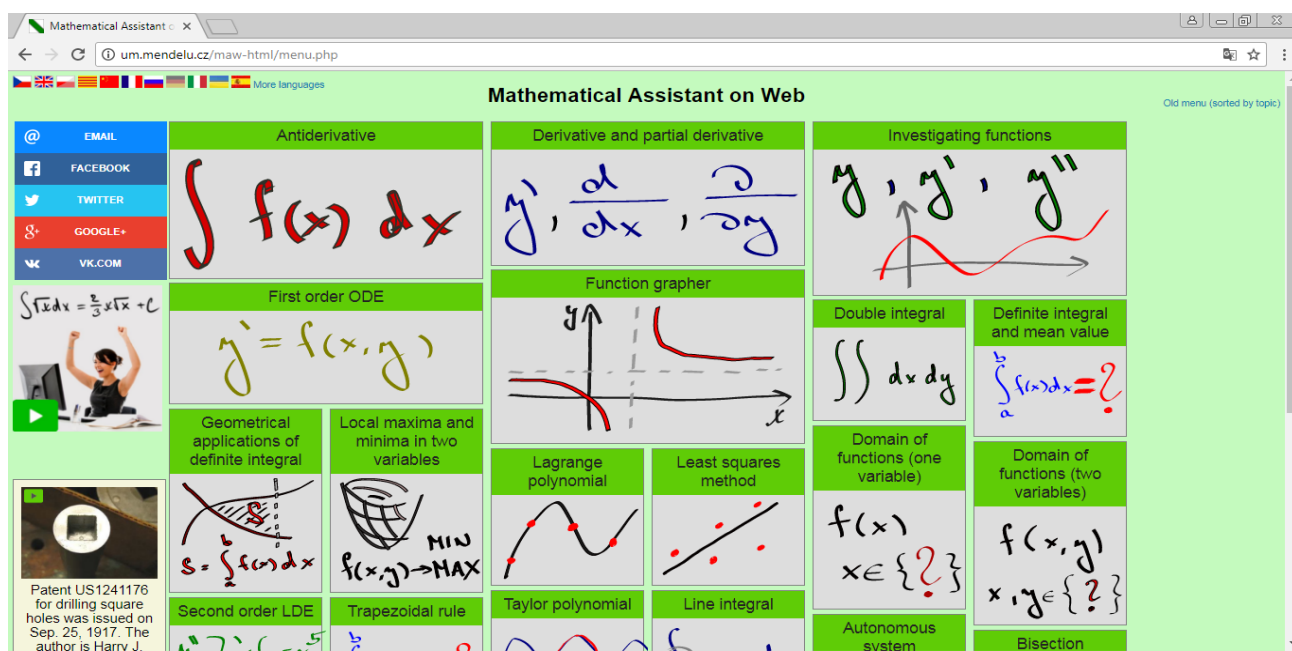 Mathematical Assistant o
um.mendelu.cz/maw-html/menu.php
More languages
Mathematical Assistant on Web
Old menu (sorted by topic)
@ EMAIL
FACEBOOK
TWITTER
GOOGLE+
VK.COM
∫√x dx = 2/3 x√x + C
Patent US1241176
for drilling square
holes was issued on
Sep. 25, 1917. The
author is Harry J.
Antiderivative
∫ f(x) dx
Derivative and partial derivative
y', d/dx, ∂/∂y
Investigating functions
y, y', y''
First order ODE
y' = f(x,y)
Function grapher
y
x
Double integral
∫∫ dx dy
Definite integral
and mean value
b
∫ f(x)dx = ?
a
Geometrical
applications of
definite integral
S
b
S = ∫ f(x) dx
a
Local maxima and
minima in two
variables
MIN
f(x,y)→MAX
Lagrange
polynomial
Least squares
method
Domain of
functions (one
variable)
f(x)
x∈{?}
Domain of
functions (two
variables)
f(x,y)
x,y∈{?}
Second order LDE
Trapezoidal rule
b
Taylor polynomial
Line integral
Autonomous
system
Bisection